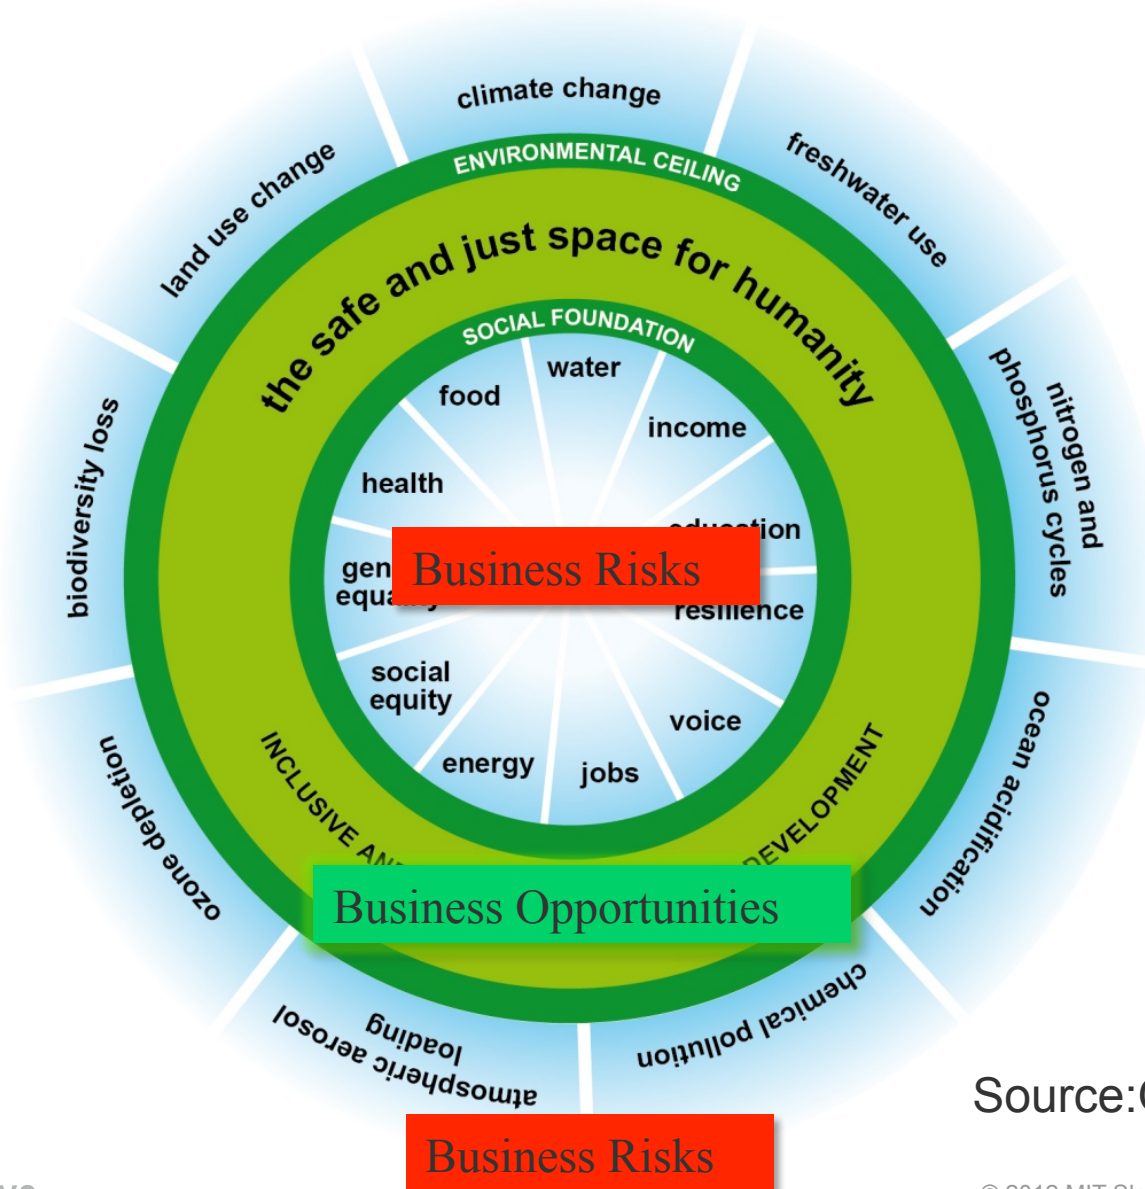 climate change
freshwater use
nitrogen and
phosphorus cycles
ocean acidification
chemical pollution
atmospheric aerosol
loading
ozone depletion
biodiversity loss
land use change
ENVIRONMENTAL CEILING
the safe and just space for humanity
SOCIAL FOUNDATION
water
income
resilience
voice
jobs
energy
social
equity
health
food
Business Risks
INCLUSIVE
DEVELOPMENT
Business Opportunities
Business Risks
Source:
© 2012 MIT